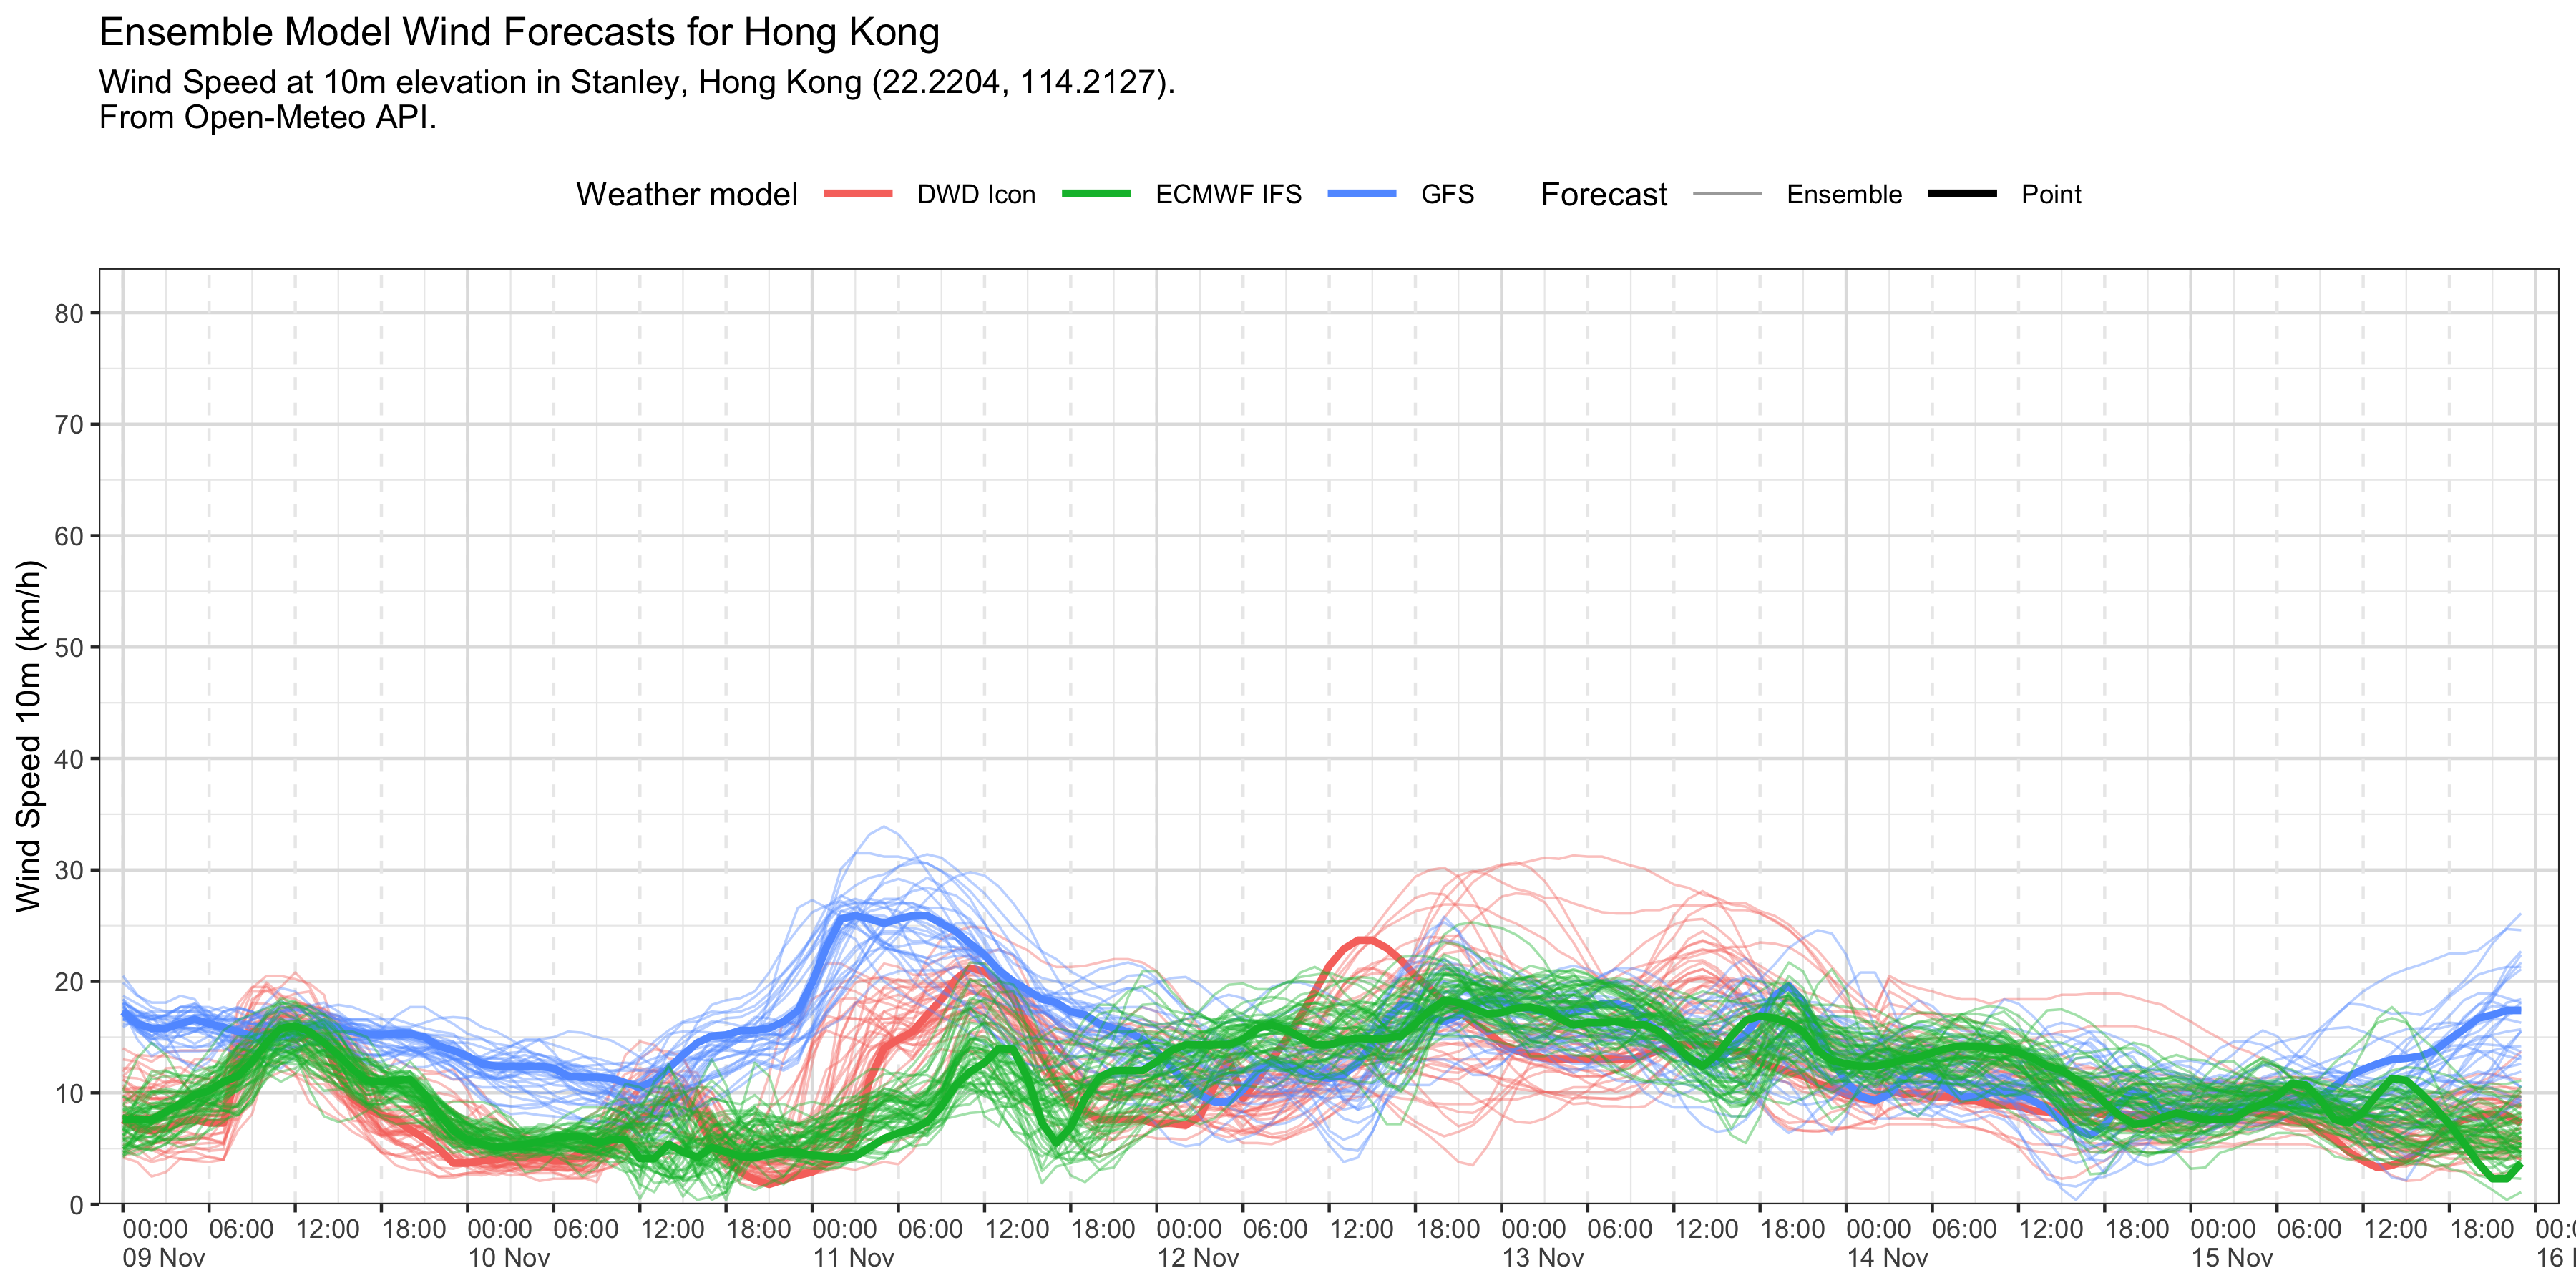 Ensemble Model Wind Forecasts for Hong Kong
Wind Speed at 10m elevation in Stanley, Hong Kong (22.2204, 114.2127).
From Open-Meteo API.
Weather model DWD Icon ECMWF IFS GFS Forecast Ensemble Point
Wind Speed 10m (km/h)
80
70
60
50
40
30
20
10
0
00:00 06:00 12:00 18:00 00:00 06:00 12:00 18:00 00:00 06:00 12:00 18:00 00:00 06:00 12:00 18:00 00:00 06:00 12:00 18:00 00:00 06:00 12:00 18:00 00:00 06:00 12:00 18:00
09 Nov 10 Nov 11 Nov 12 Nov 13 Nov 14 Nov 15 Nov 16